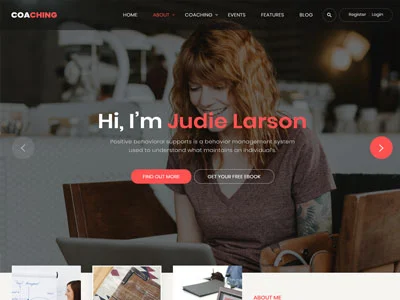 COACHING
HOME ABOUT COACHING EVENTS FEATURES BLOG Register Login
Hi, I'm Judie Larson
Positive behavioral supports is a behavior management system
used to understand what maintains on individual's.
FIND OUT MORE GET YOUR FREE EBOOK
ABOUT ME